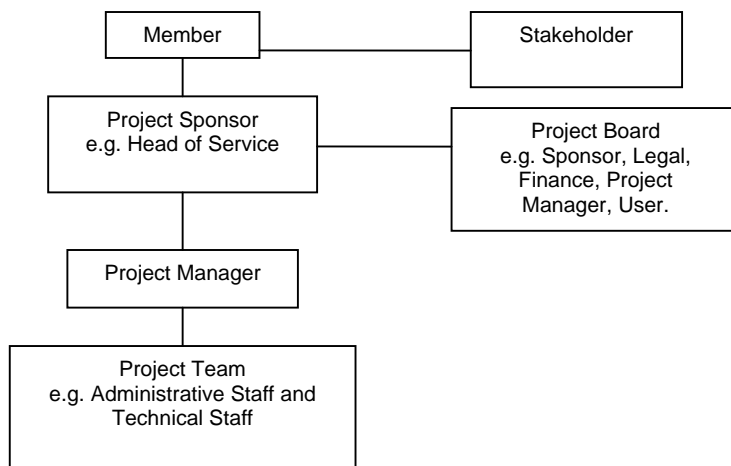 Member
Stakeholder
Project Sponsor
e.g. Head of Service
Project Board
e.g. Sponsor, Legal,
Finance, Project
Manager, User.
Project Manager
Project Team
e.g. Administrative Staff and
Technical Staff